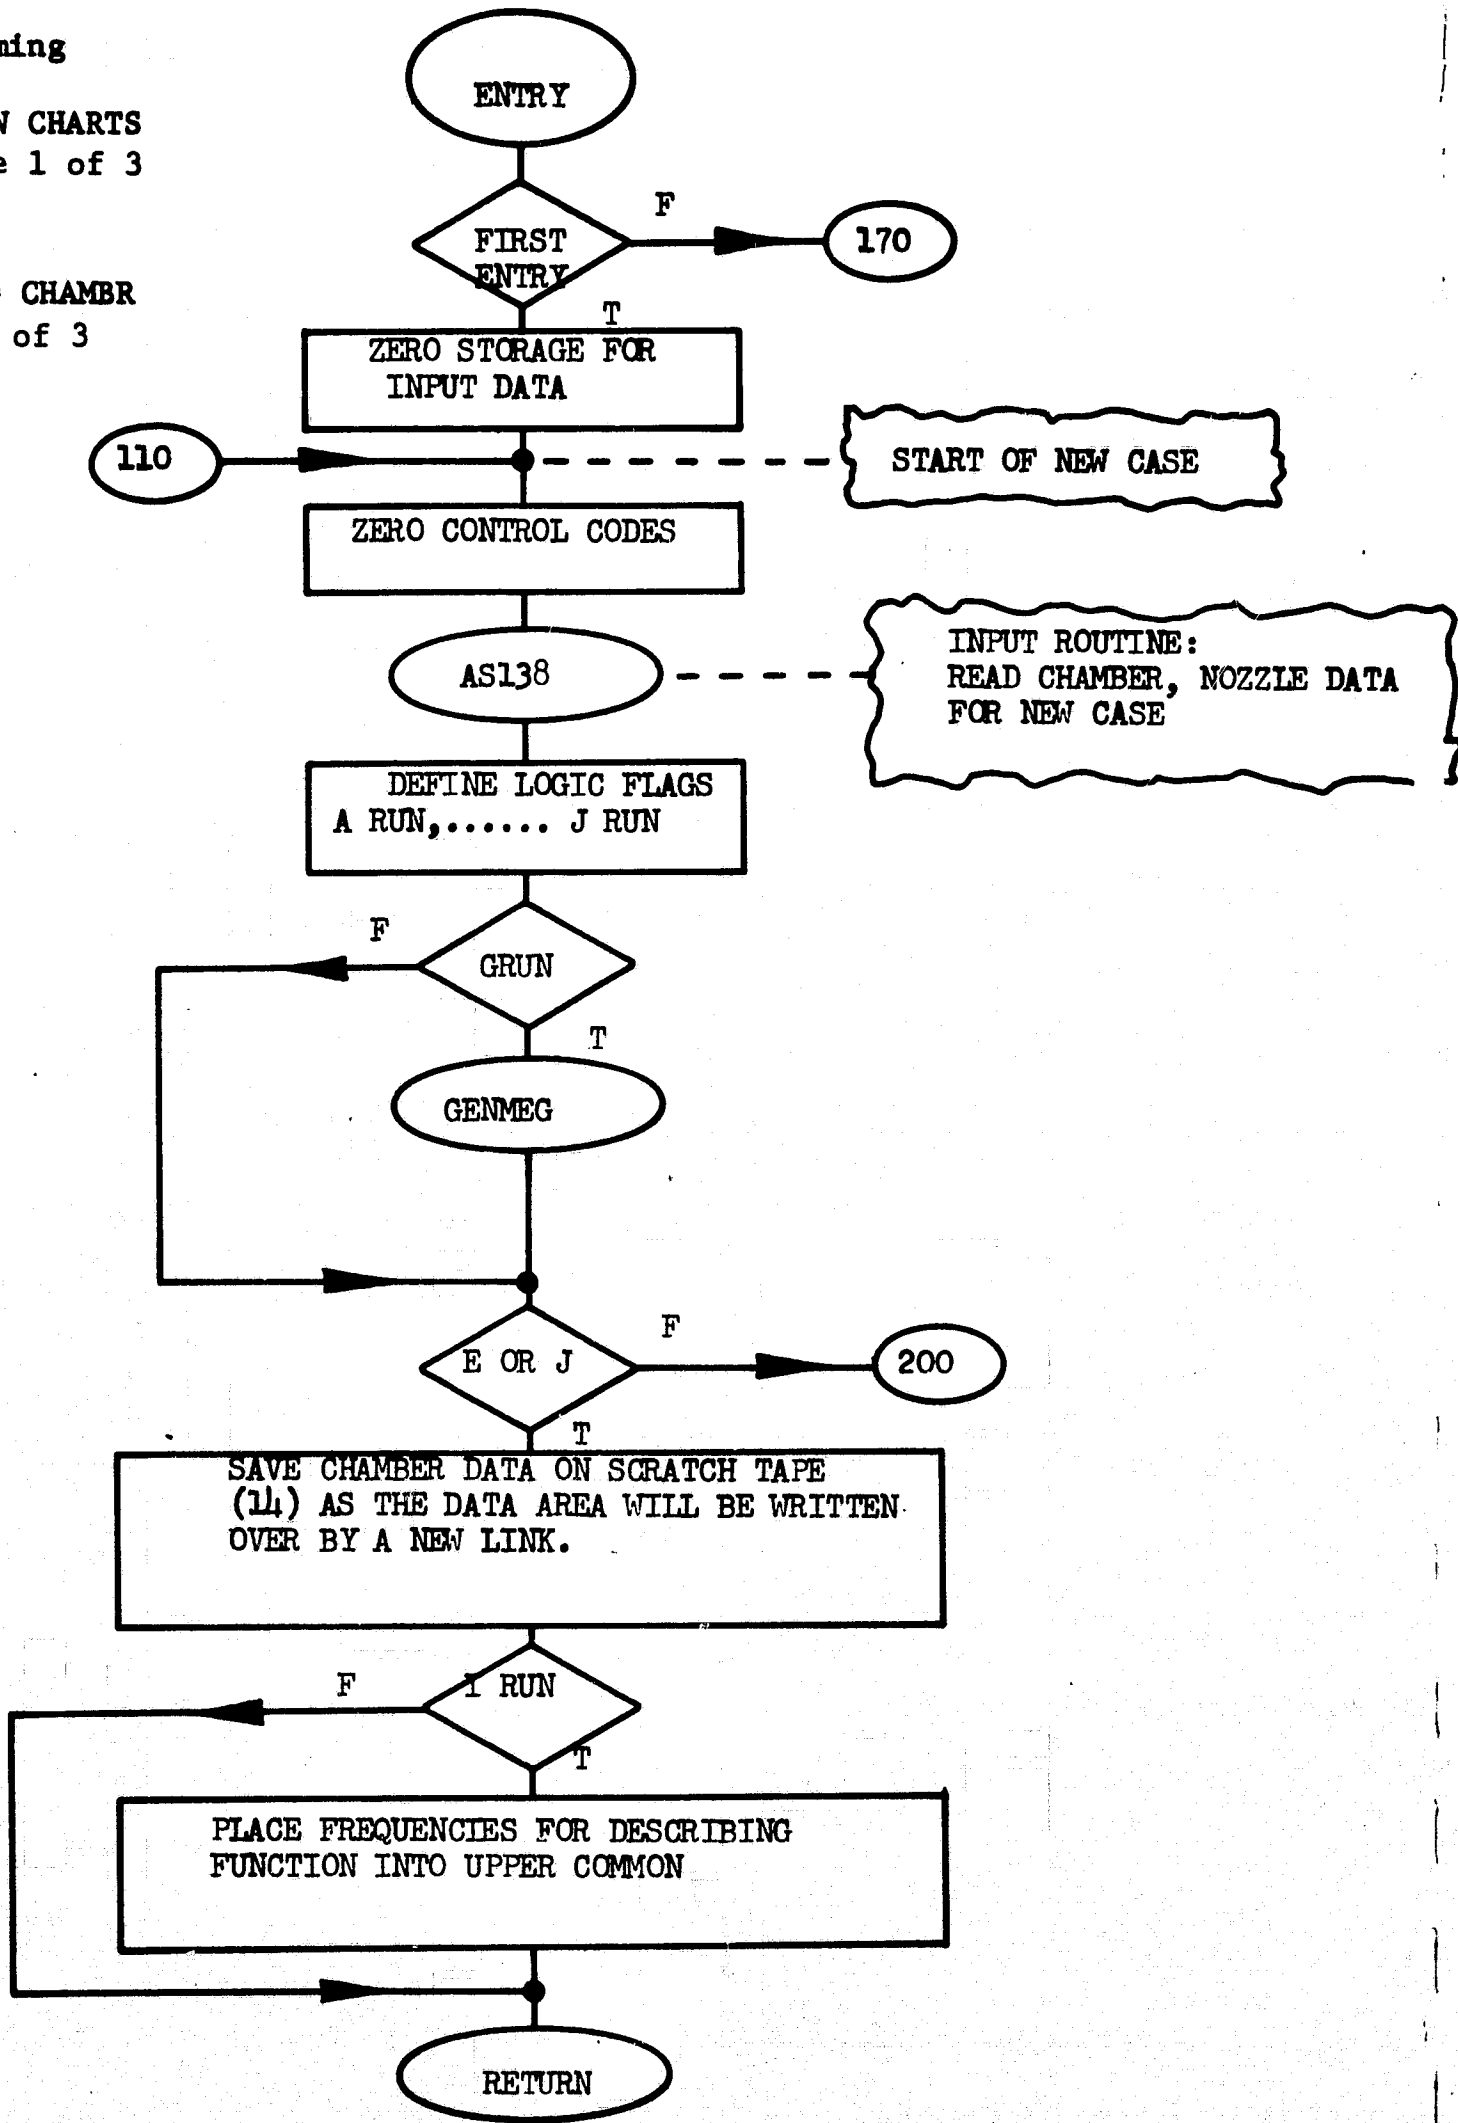 ning
N CHARTS
e 1 of 3
CHAMBR
of 3
ENTRY
FIRST
ENTRY
F
170
T
ZERO STORAGE FOR
INPUT DATA
110
START OF NEW CASE
ZERO CONTROL CODES
AS138
INPUT ROUTINE:
READ CHAMBER, NOZZLE DATA
FOR NEW CASE
DEFINE LOGIC FLAGS
A RUN,...... J RUN
F
GRUN
T
GENMEG
E OR J
F
200
T
SAVE CHAMBER DATA ON SCRATCH TAPE
(14) AS THE DATA AREA WILL BE WRITTEN
OVER BY A NEW LINK.
F
I RUN
T
PLACE FREQUENCIES FOR DESCRIBING
FUNCTION INTO UPPER COMMON
RETURN